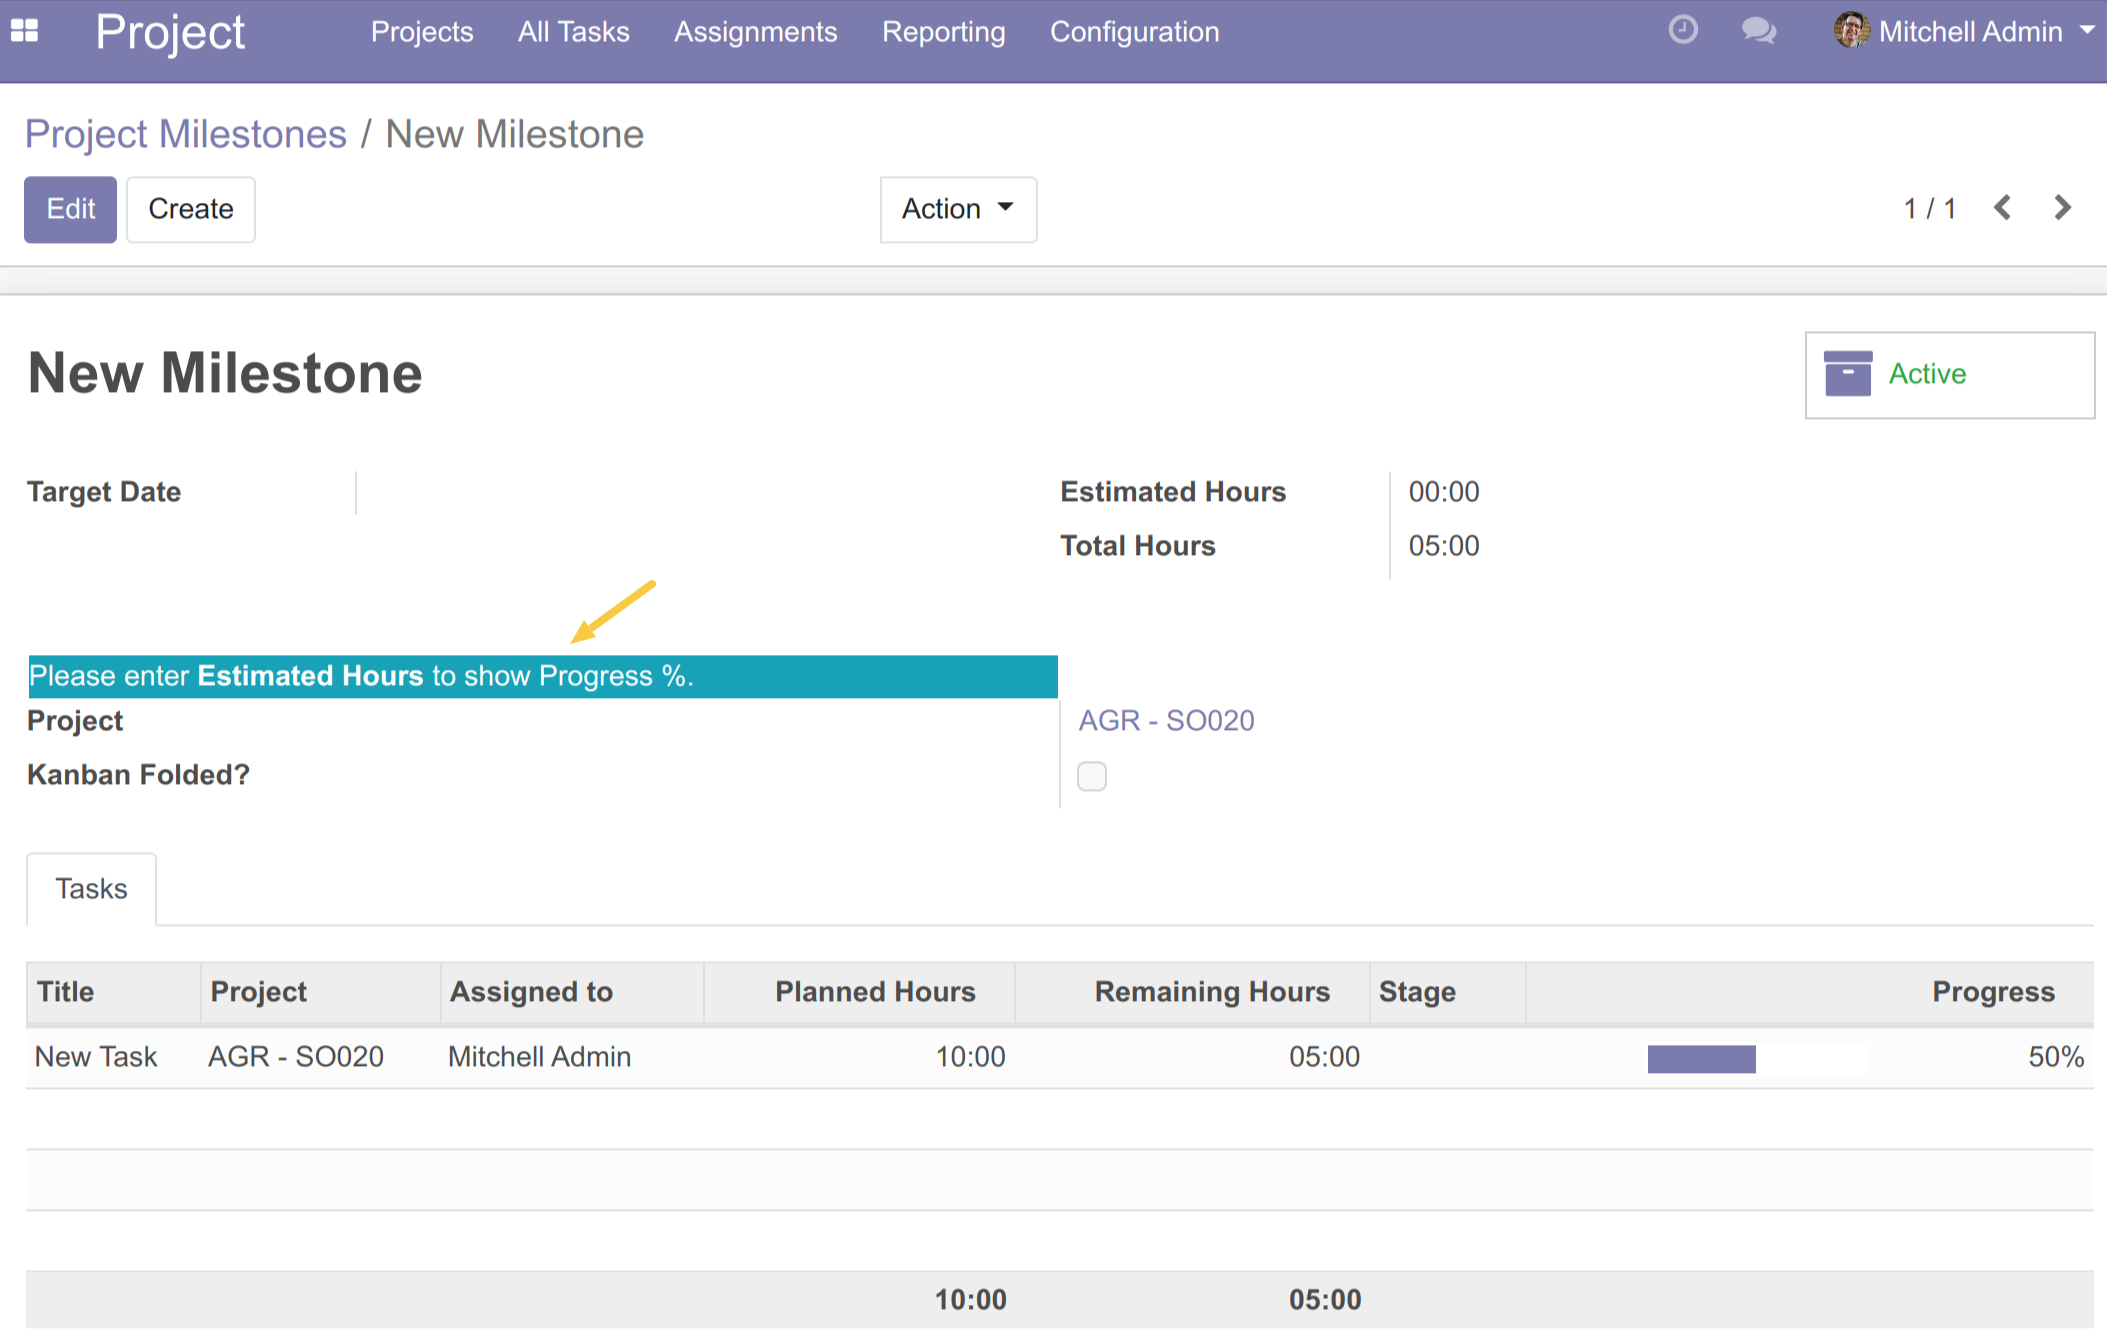 Project Projects All Tasks Assignments Reporting Configuration Mitchell Admin
Project Milestones / New Milestone
Edit Create Action 1 / 1
New Milestone
Active
Target Date Estimated Hours 00:00
Total Hours 05:00
Please enter Estimated Hours to show Progress %.
Project AGR - SO020
Kanban Folded?
Tasks
Title Project Assigned to Planned Hours Remaining Hours Stage Progress
New Task AGR - SO020 Mitchell Admin 10:00 05:00 50%
10:00 05:00